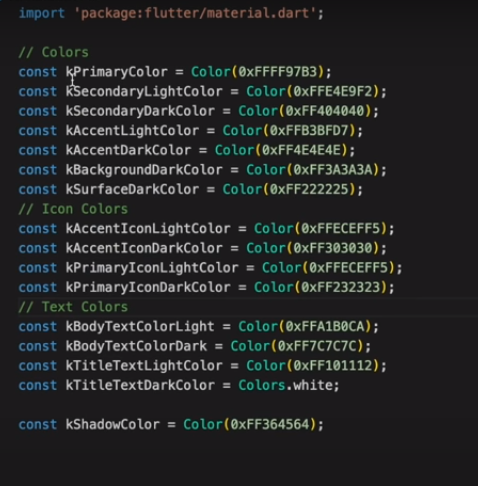 import 'package:flutter/material.dart';
// Colors
const kPrimaryColor = Color(0xFFFF97B3);
const kSecondaryLightColor = Color(0xFFE4E9F2);
const kSecondaryDarkColor = Color(0xFF404040);
const kAccentLightColor = Color(0xFFB3BFD7);
const kAccentDarkColor = Color(0xFF4E4E4E);
const kBackgroundDarkColor = Color(0xFF3A3A3A);
const kSurfaceDarkColor = Color(0xFF222225);
// Icon Colors
const kAccentIconLightColor = Color(0xFFECEFF5);
const kAccentIconDarkColor = Color(0xFF303030);
const kPrimaryIconLightColor = Color(0xFFECEFF5);
const kPrimaryIconDarkColor = Color(0xFF232323);
// Text Colors
const kBodyTextColorLight = Color(0xFFA1B0CA);
const kBodyTextColorDark = Color(0xFF7C7C7C);
const kTitleTextLightColor = Color(0xFF101112);
const kTitleTextDarkColor = Colors.white;
const kShadowColor = Color(0xFF364564);